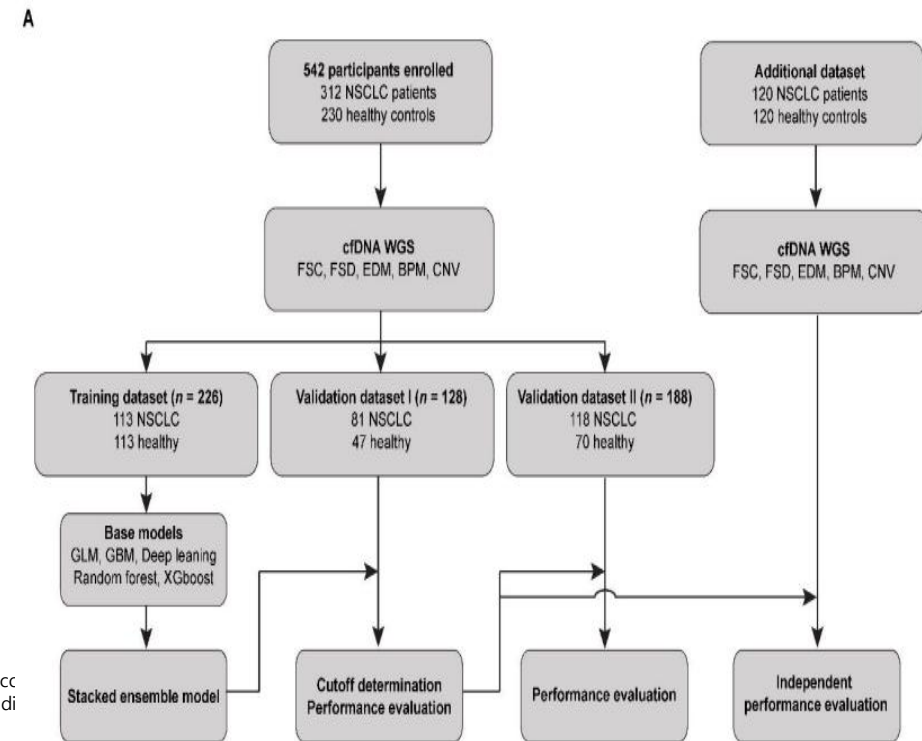 A
542 participants enrolled
312 NSCLC patients
230 healthy controls
Additional dataset
120 NSCLC patients
120 healthy controls
cfDNA WGS
FSC, FSD, EDM, BPM, CNV
cfDNA WGS
FSC, FSD, EDM, BPM, CNV
Training dataset (n = 226)
113 NSCLC
113 healthy
Validation dataset I (n = 128)
81 NSCLC
47 healthy
Validation dataset II (n = 188)
118 NSCLC
70 healthy
Base models
GLM, GBM, Deep leaning
Random forest, XGboost
Stacked ensemble model
Cutoff determination
Performance evaluation
Performance evaluation
Independent
performance evaluation
di